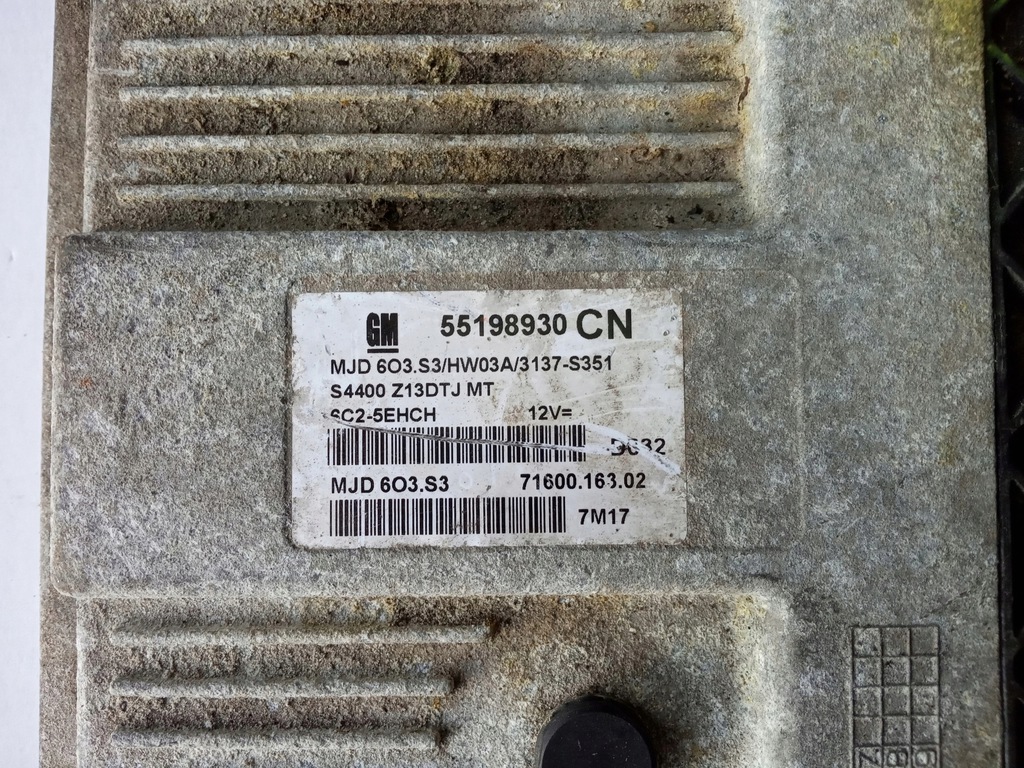 GM 55198930 CN
MJD 6O3.S3/HW03A/3137-S351
S4400 Z13DTJ MT
SC2-5EHCH 12V=
MJD 6O3.S3 71600.163.02
7M17